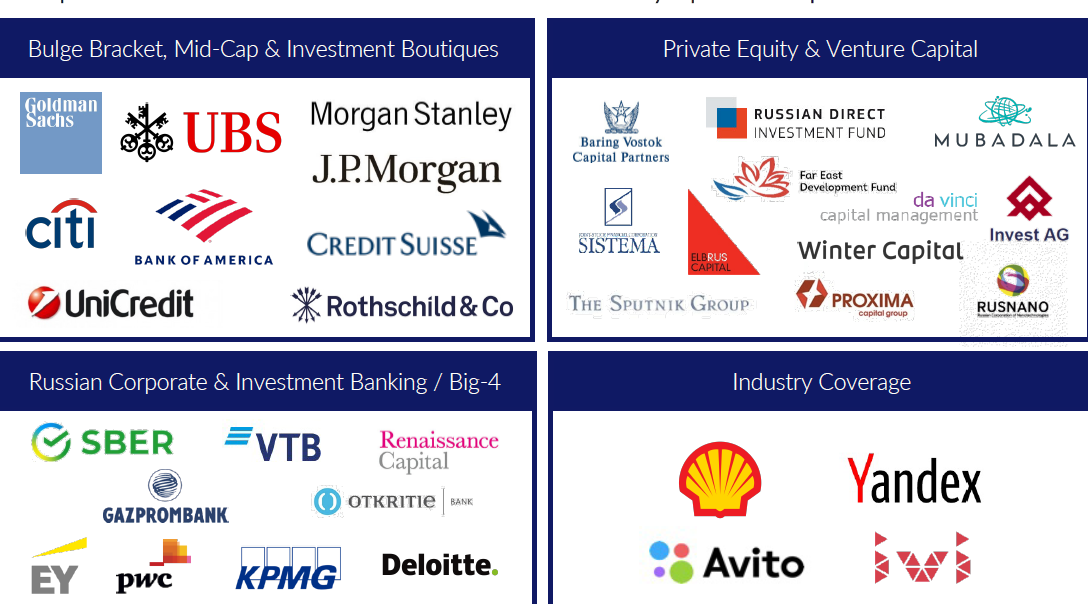 Bulge Bracket, Mid-Cap & Investment Boutiques
Goldman
Sachs
UBS
Morgan Stanley
J.P.Morgan
citi
BANK OF AMERICA
CREDIT SUISSE
UniCredit
Rothschild & Co
Private Equity & Venture Capital
Baring Vostok
Capital Partners
RUSSIAN DIRECT
INVESTMENT FUND
MUBADALA
Far East
Development Fund
SISTEMA
ELBRUS
CAPITAL
da vinci
capital management
Invest AG
Winter Capital
THE SPUTNIK GROUP
PROXIMA
capital group
RUSNANO
Russian Corporate & Investment Banking / Big-4
SBER
VTB
Renaissance
Capital
GAZPROMBANK
OTKRITIE BANK
EY
pwc
KPMG
Deloitte.
Industry Coverage
Yandex
Avito
ivi